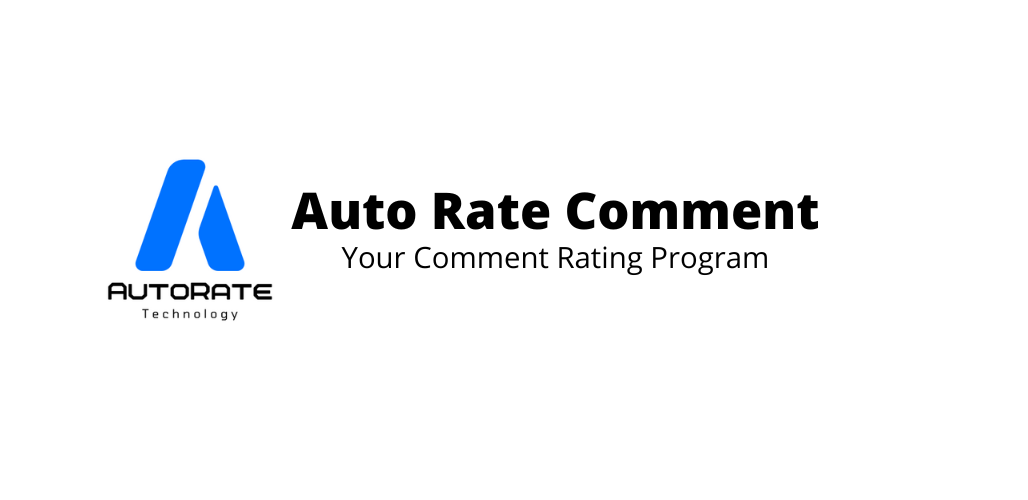 AUTORATE
Technology
Auto Rate Comment
Your Comment Rating Program